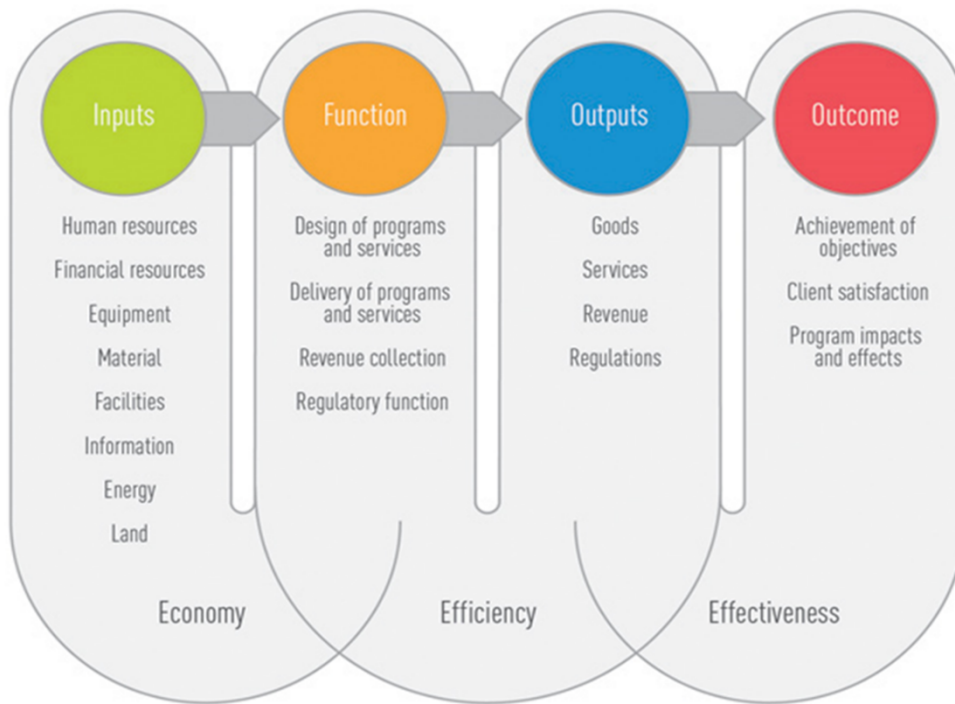 Inputs
Function
Outputs
Outcome
Human resources
Financial resources
Equipment
Material
Facilities
Information
Energy
Land
Design of programs
and services
Delivery of programs
and services
Revenue collection
Regulatory function
Goods
Services
Revenue
Regulations
Achievement of
objectives
Client satisfaction
Program impacts
and effects
Economy
Efficiency
Effectiveness